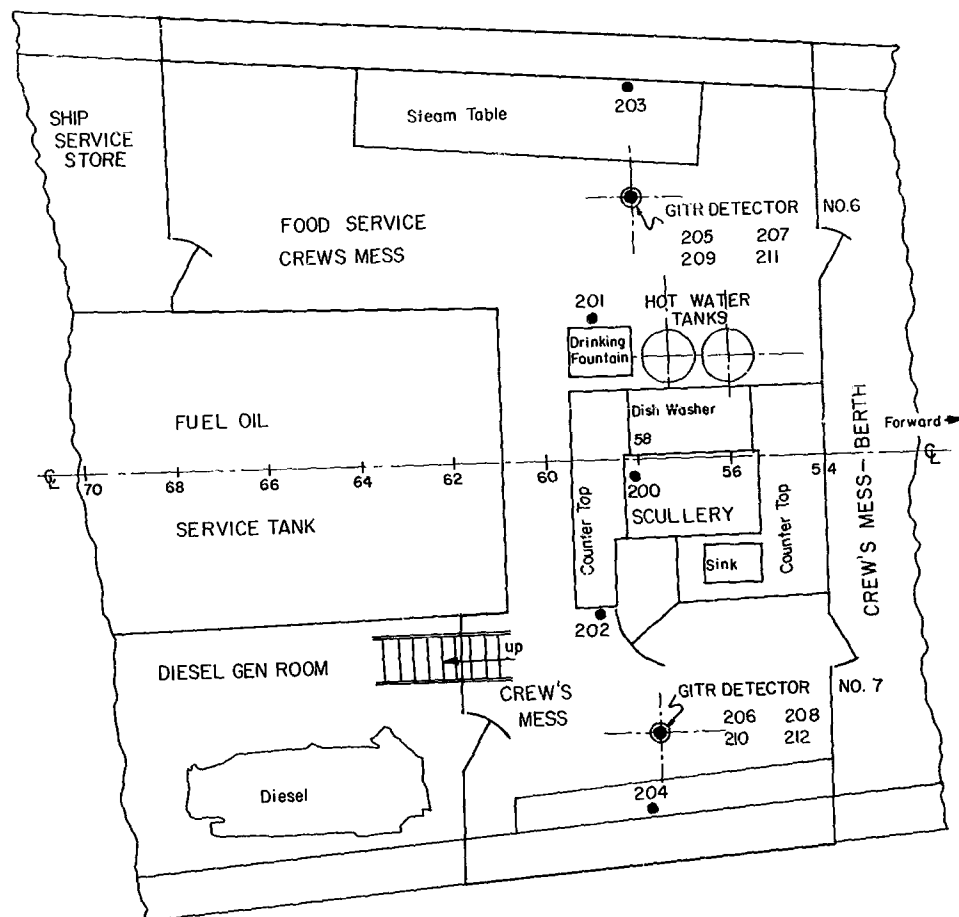 203
SHIP
SERVICE
STORE
Steam Table
FOOD SERVICE
CREWS MESS
GITR DETECTOR NO.6
205 207
209 211
201
HOT WATER
TANKS
Drinking
Fountain
Dish Washer
FUEL OIL
58
Forward
CREW'S MESS—BERTH
℄ 70 68 66 64 62 60 56 54 ℄
200
SERVICE TANK
Counter Top
SCULLERY
Counter Top
Sink
202
up
DIESEL GEN ROOM
CREW'S
MESS
GITR DETECTOR NO. 7
206 208
210 212
Diesel
204